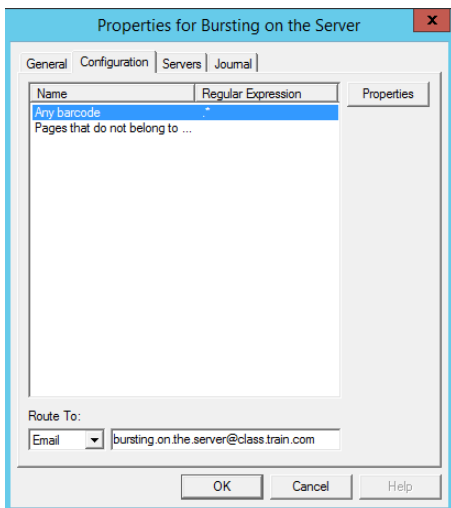 Properties for Bursting on the Server
x
General Configuration Servers Journal
Name Regular Expression Properties
Any barcode .*
Pages that do not belong to ...
Route To:
Email bursting.on.the.server@class.train.com
OK Cancel Help